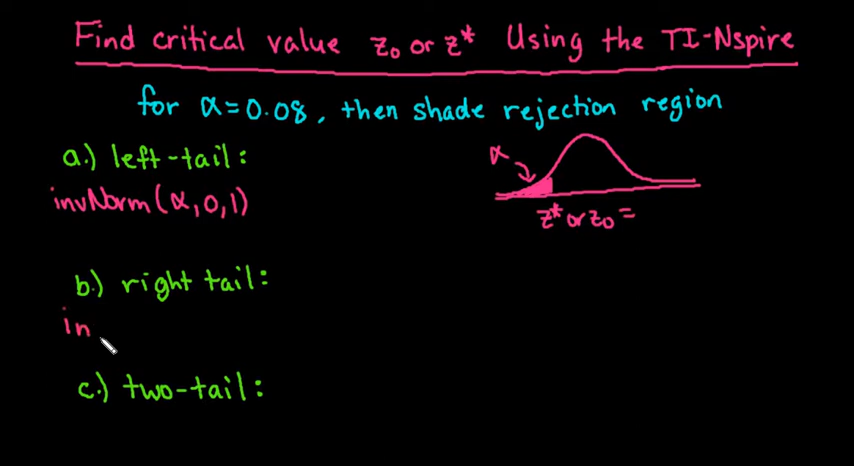 Find critical value z₀ or z* Using the TI-Nspire
for α = 0.08, then shade rejection region
a.) left-tail:
α
invNorm(α, 0, 1)
z* or z₀ =
b.) right tail:
in
c.) two-tail: